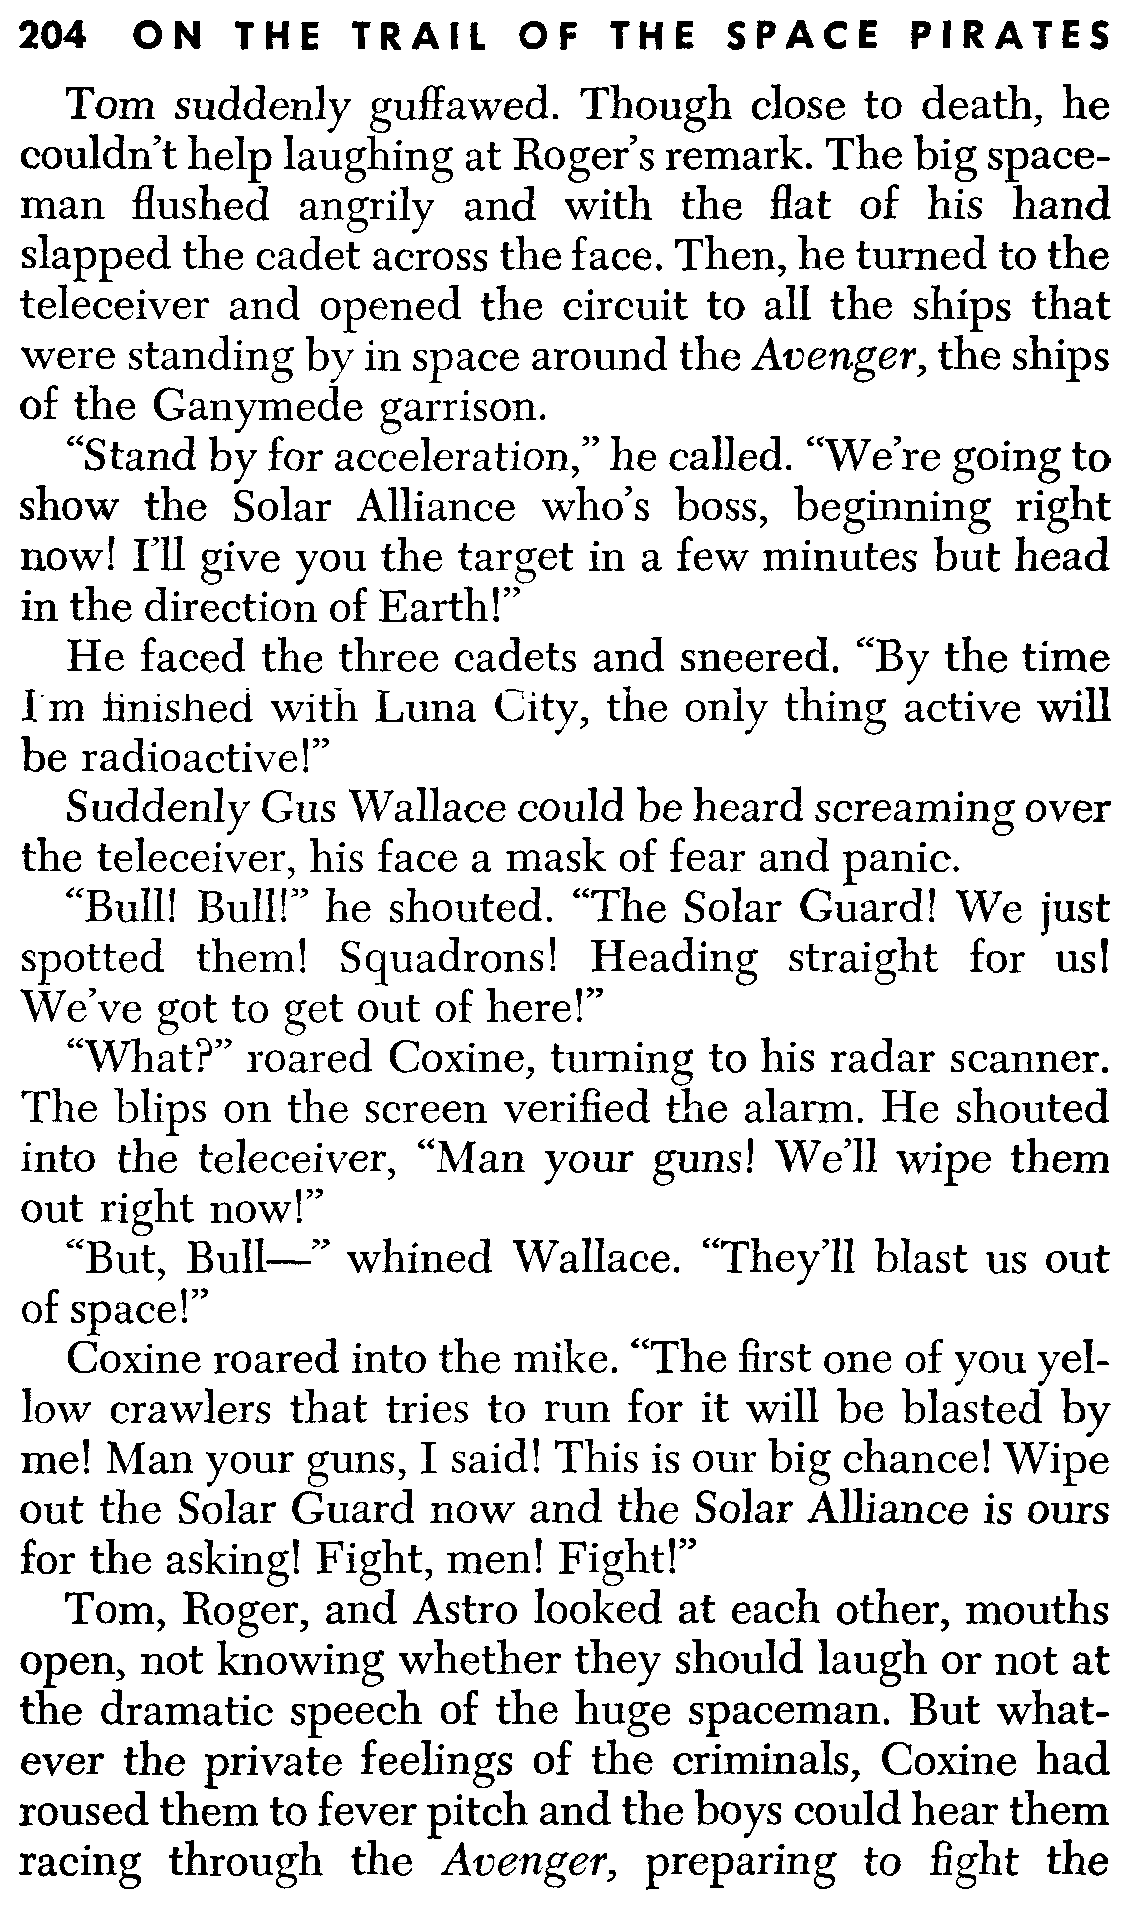 204 ON THE TRAIL OF THE SPACE PIRATES
Tom suddenly guffawed. Though close to death, he
couldn't help laughing at Roger's remark. The big space-
man flushed angrily and with the flat of his hand
slapped the cadet across the face. Then, he turned to the
teleceiver and opened the circuit to all the ships that
were standing by in space around the Avenger, the ships
of the Ganymede garrison.
“Stand by for acceleration,” he called. “We're going to
show the Solar Alliance who's boss, beginning right
now! I'll give you the target in a few minutes but head
in the direction of Earth!”
He faced the three cadets and sneered. “By the time
I'm finished with Luna City, the only thing active will
be radioactive!”
Suddenly Gus Wallace could be heard screaming over
the teleceiver, his face a mask of fear and panic.
“Bull! Bull!” he shouted. “The Solar Guard! We just
spotted them! Squadrons! Heading straight for us!
We've got to get out of here!”
“What?” roared Coxine, turning to his radar scanner.
The blips on the screen verified the alarm. He shouted
into the teleceiver, “Man your guns! We'll wipe them
out right now!”
“But, Bull—” whined Wallace. “They'll blast us out
of space!”
Coxine roared into the mike. “The first one of you yel-
low crawlers that tries to run for it will be blasted by
me! Man your guns, I said! This is our big chance! Wipe
out the Solar Guard now and the Solar Alliance is ours
for the asking! Fight, men! Fight!”
Tom, Roger, and Astro looked at each other, mouths
open, not knowing whether they should laugh or not at
the dramatic speech of the huge spaceman. But what-
ever the private feelings of the criminals, Coxine had
roused them to fever pitch and the boys could hear them
racing through the Avenger, preparing to fight the